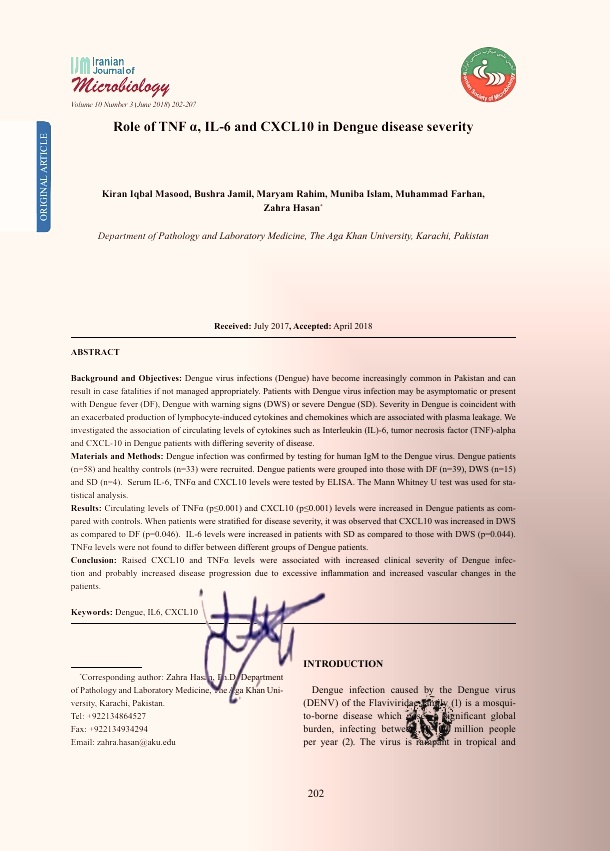 IJM Iranian
Journal of
Microbiology
Volume 10 Number 3 (June 2018) 202-207
Iranian Society of Microbiology
ORIGINAL ARTICLE
Role of TNF α, IL-6 and CXCL10 in Dengue disease severity
Kiran Iqbal Masood, Bushra Jamil, Maryam Rahim, Muniba Islam, Muhammad Farhan,
Zahra Hasan*
Department of Pathology and Laboratory Medicine, The Aga Khan University, Karachi, Pakistan
Received: July 2017, Accepted: April 2018
ABSTRACT
Background and Objectives: Dengue virus infections (Dengue) have become increasingly common in Pakistan and can
result in case fatalities if not managed appropriately. Patients with Dengue virus infection may be asymptomatic or present
with Dengue fever (DF), Dengue with warning signs (DWS) or severe Dengue (SD). Severity in Dengue is coincident with
an exacerbated production of lymphocyte-induced cytokines and chemokines which are associated with plasma leakage. We
investigated the association of circulating levels of cytokines such as Interleukin (IL)-6, tumor necrosis factor (TNF)-alpha
and CXCL-10 in Dengue patients with differing severity of disease.
Materials and Methods: Dengue infection was confirmed by testing for human IgM to the Dengue virus. Dengue patients
(n=58) and healthy controls (n=33) were recruited. Dengue patients were grouped into those with DF (n=39), DWS (n=15)
and SD (n=4). Serum IL-6, TNFα and CXCL10 levels were tested by ELISA. The Mann Whitney U test was used for sta-
tistical analysis.
Results: Circulating levels of TNFα (p≤0.001) and CXCL10 (p≤0.001) levels were increased in Dengue patients as com-
pared with controls. When patients were stratified for disease severity, it was observed that CXCL10 was increased in DWS
as compared to DF (p=0.046). IL-6 levels were increased in patients with SD as compared to those with DWS (p=0.044).
TNFα levels were not found to differ between different groups of Dengue patients.
Conclusion: Raised CXCL10 and TNFα levels were associated with increased clinical severity of Dengue infec-
tion and probably increased disease progression due to excessive inflammation and increased vascular changes in the
patients.
Keywords: Dengue, IL6, CXCL10
*Corresponding author: Zahra Hasan, Ph.D, Department
of Pathology and Laboratory Medicine, The Aga Khan Uni-
versity, Karachi, Pakistan.
Tel: +922134864527
Fax: +922134934294
Email: zahra.hasan@aku.edu
INTRODUCTION
Dengue infection caused by the Dengue virus
(DENV) of the Flaviviridae family (1) is a mosqui-
to-borne disease which significant global
burden, infecting between million people
per year (2). The virus is rampant in tropical and
202